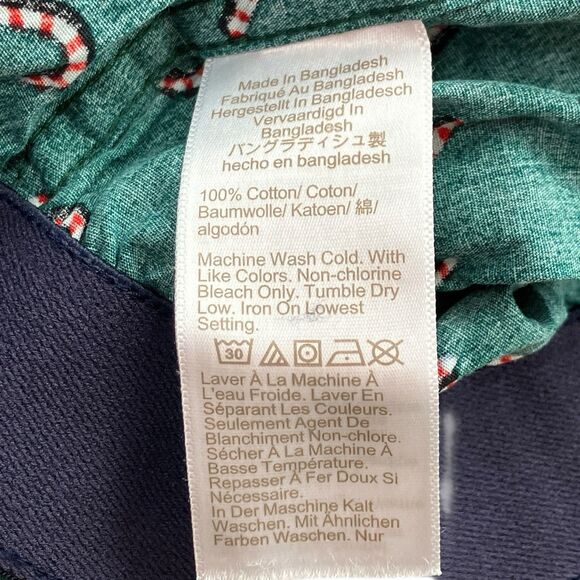 Made In Bangladesh
Fabriqué Au Bangladesh
Hergestellt In Bangladesch
Vervaardigd In
Bangladesh
バングラディシュ製
hecho en bangladesh
100% Cotton/ Coton/
Baumwolle/ Katoen/ 綿/
algodón
Machine Wash Cold. With
Like Colors. Non-chlorine
Bleach Only. Tumble Dry
Low. Iron On Lowest
Setting.
30
Laver À La Machine À
L'eau Froide. Laver En
Séparant Les Couleurs.
Seulement Agent De
Blanchiment Non-chlore.
Sécher À La Machine À
Basse Température.
Repasser À Fer Doux Si
Nécessaire.
In Der Maschine Kalt
Waschen. Mit Ähnlichen
Farben Waschen. Nur